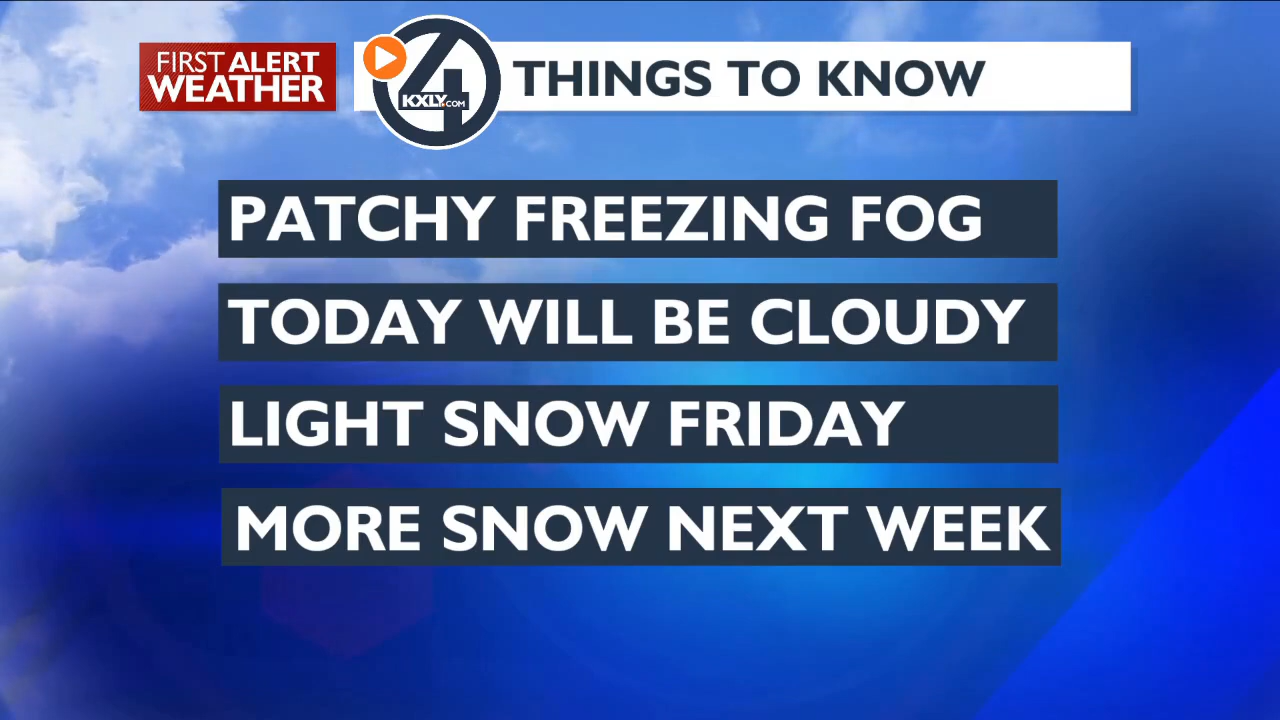 FIRST ALERT
WEATHER
4
KXLY.COM
THINGS TO KNOW
PATCHY FREEZING FOG
TODAY WILL BE CLOUDY
LIGHT SNOW FRIDAY
MORE SNOW NEXT WEEK